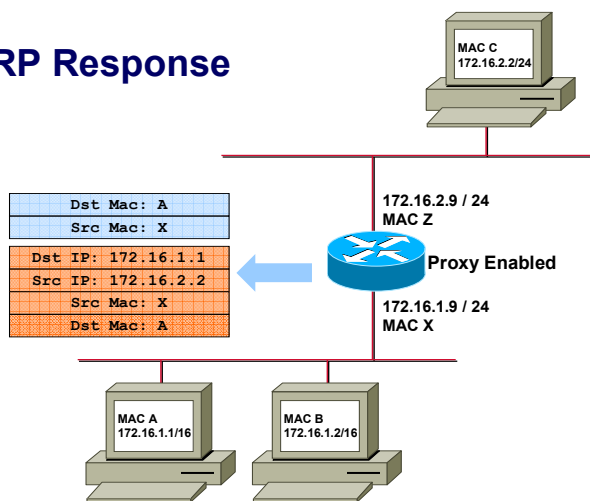 RP Response
MAC C
172.16.2.2/24
Dst Mac: A
Src Mac: X
Dst IP: 172.16.1.1
Src IP: 172.16.2.2
Src Mac: X
Dst Mac: A
172.16.2.9 / 24
MAC Z
Proxy Enabled
172.16.1.9 / 24
MAC X
MAC A
172.16.1.1/16
MAC B
172.16.1.2/16